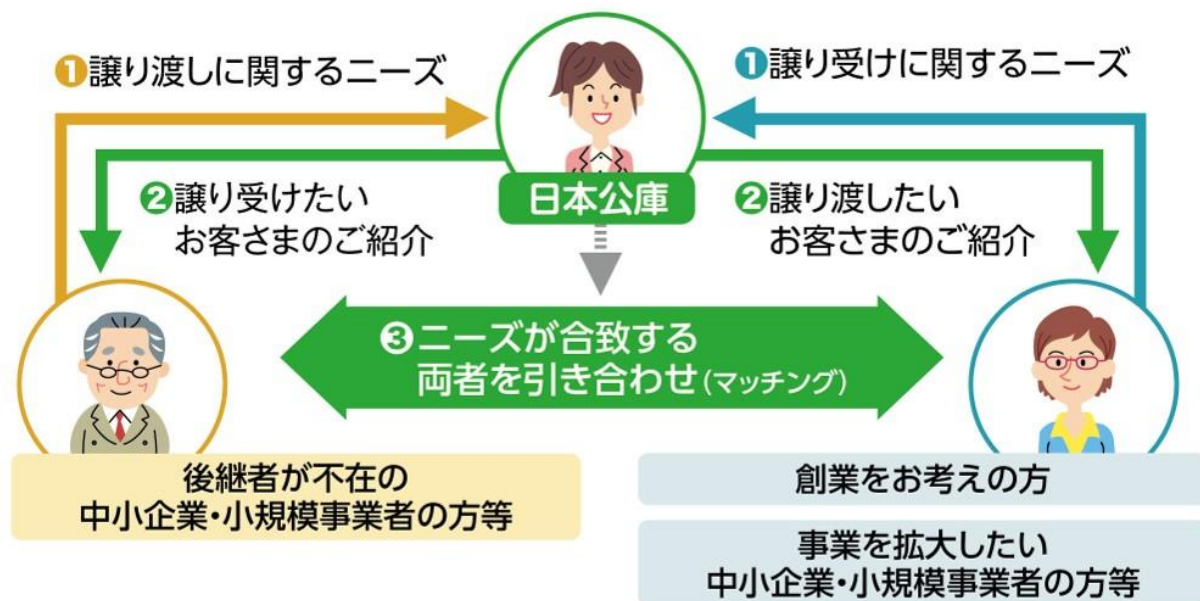 ❶譲り渡しに関するニーズ
❶譲り受けに関するニーズ
日本公庫
❷譲り受けたい
お客さまのご紹介
❷譲り渡したい
お客さまのご紹介
❸ニーズが合致する
両者を引き合わせ(マッチング)
後継者が不在の
中小企業・小規模事業者の方等
創業をお考えの方
事業を拡大したい
中小企業・小規模事業者の方等